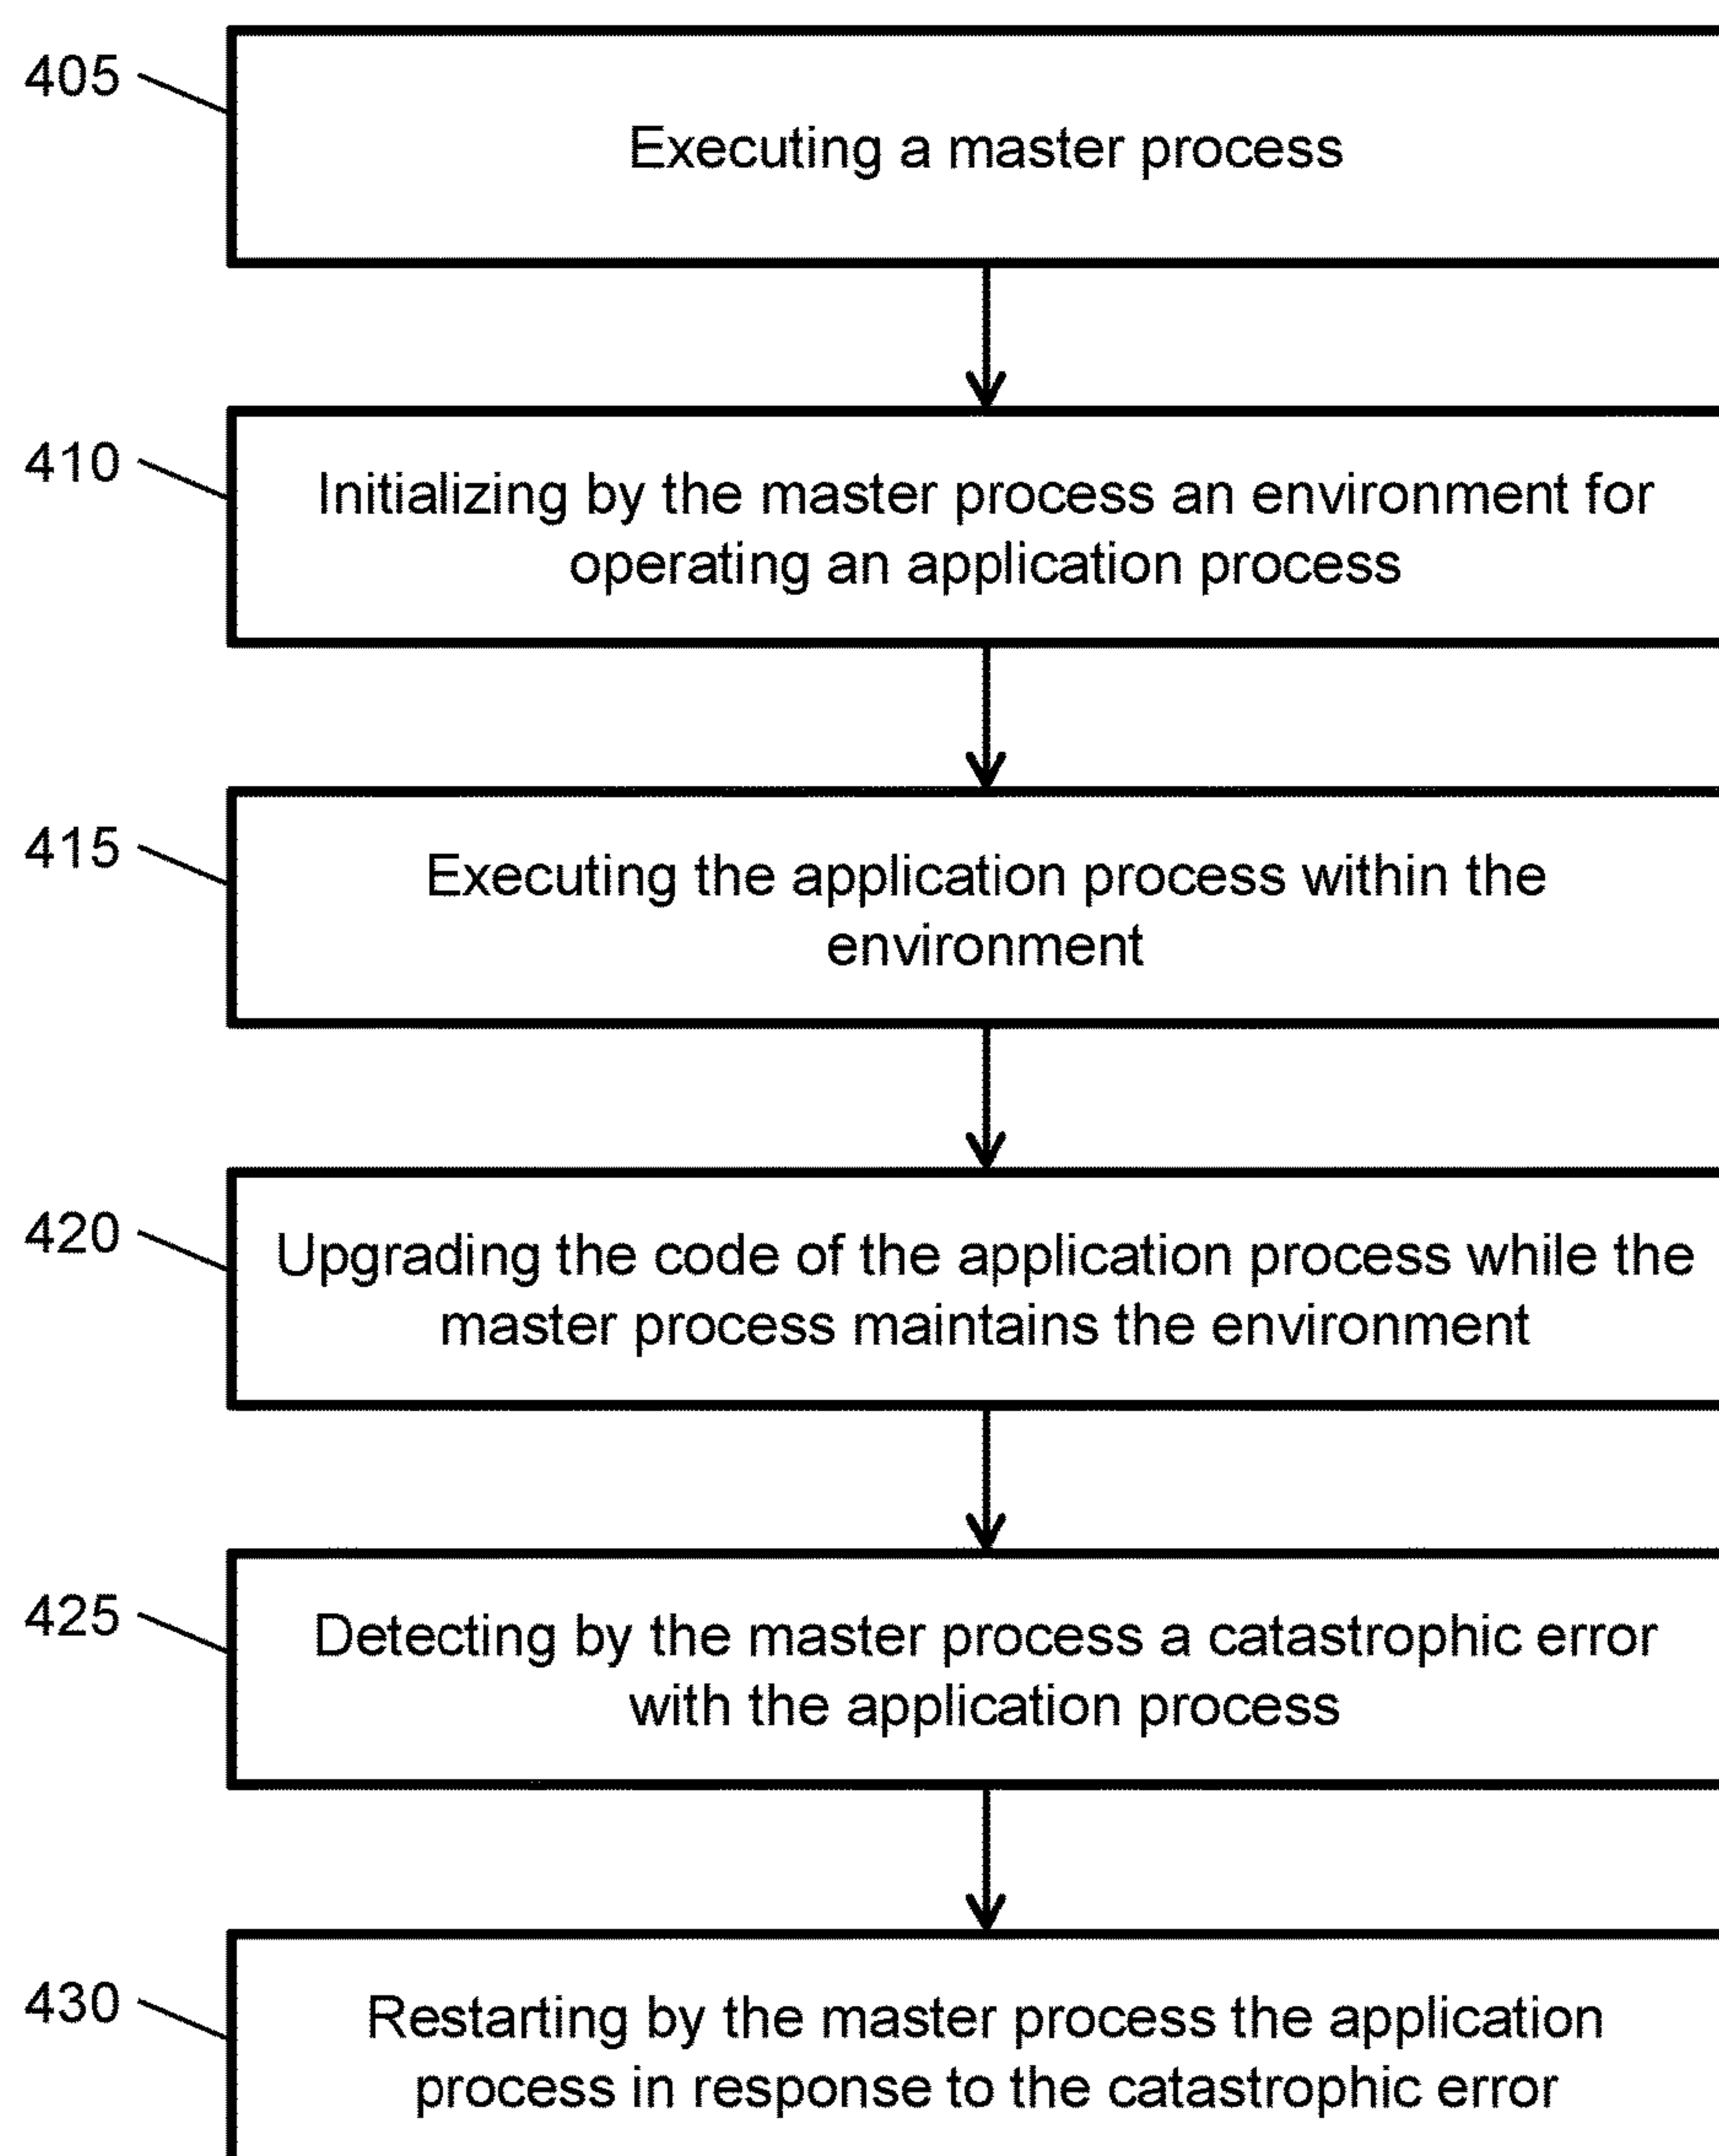 405
Executing a master process
410
Initializing by the master process an environment for
operating an application process
415
Executing the application process within the
environment
420
Upgrading the code of the application process while the
master process maintains the environment
425
Detecting by the master process a catastrophic error
with the application process
430
Restarting by the master process the application
process in response to the catastrophic error